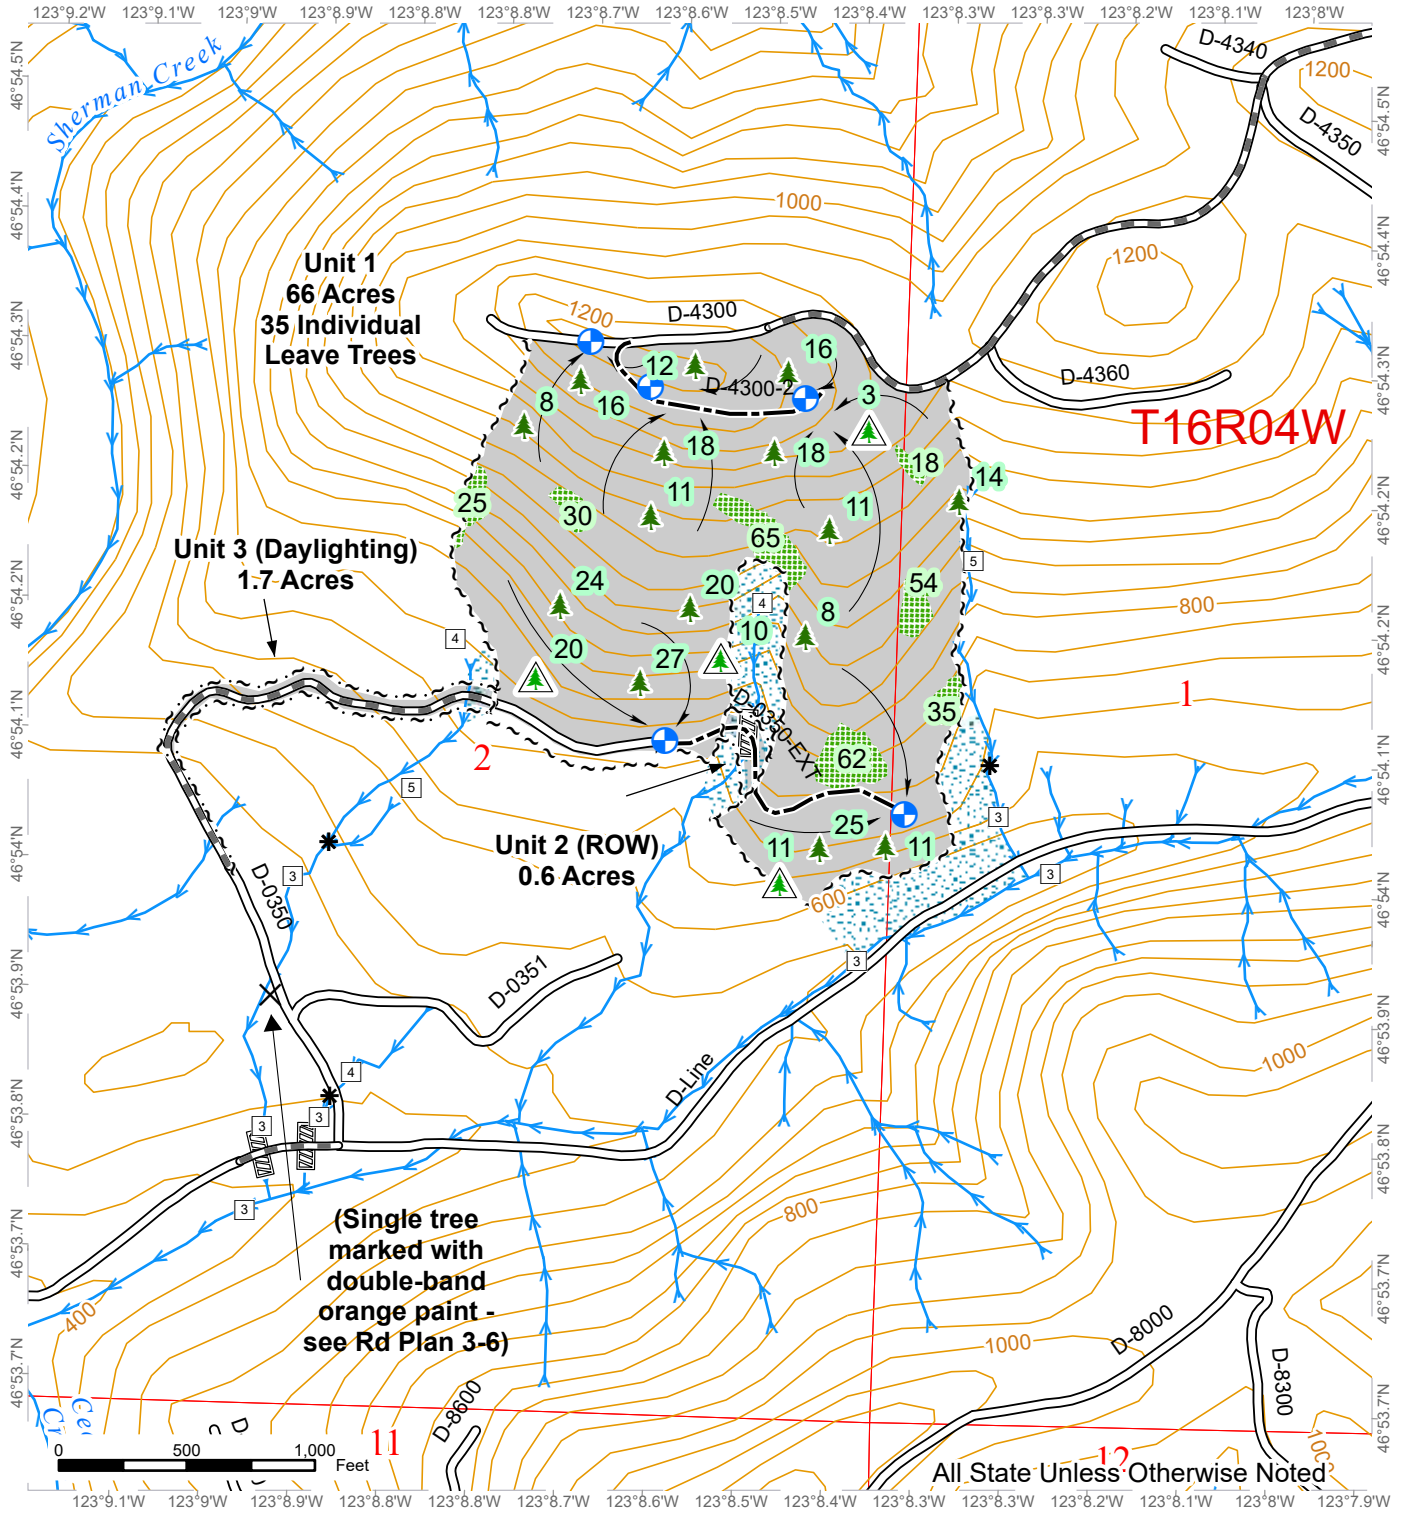 123°9.2'W 123°9.1'W 123°9'W 123°8.9'W 123°8.8'W 123°8.7'W 123°8.6'W 123°8.5'W 123°8.4'W 123°8.3'W 123°8.3'W 123°8.2'W 123°8.1'W 123°8'W
46°54.5'N
46°54.4'N
46°54.3'N
46°54.2'N
46°54.2'N
46°54.1'N
46°54'N
46°53.9'N
46°53.8'N
46°53.7'N
46°53.7'N
46°54.5'N
46°54.4'N
46°54.3'N
46°54.2'N
46°54.2'N
46°54.1'N
46°54'N
46°53.9'N
46°53.8'N
46°53.7'N
46°53.7'N
Sherman Creek
D-4340
1200
D-4350
1000
1200
Unit 1
66 Acres
35 Individual
Leave Trees
1200
D-4300
16
12
D-4300-2
D-4360
8
16
3
T16R04W
18
18
18
14
25
30
11
11
65
Unit 3 (Daylighting)
1.7 Acres
5
24
20
4
54
8
10
800
4
20
27
35
1
D-0350-EXT
2
62
5
25
3
Unit 2 (ROW)
0.6 Acres
11
11
3
3
D-0350
600
3
D-0351
1000
4
D-Line
3
3
3
800
(Single tree
marked with
double-band
orange paint -
see Rd Plan 3-6)
400
1000
D-8000
D-8300
D-8600
11
12
0 500 1,000
Feet
All State Unless Otherwise Noted
123°9.1'W 123°9'W 123°8.9'W 123°8.8'W 123°8.8'W 123°8.7'W 123°8.6'W 123°8.5'W 123°8.4'W 123°8.3'W 123°8.3'W 123°8.2'W 123°8.1'W 123°8'W 123°7.9'W